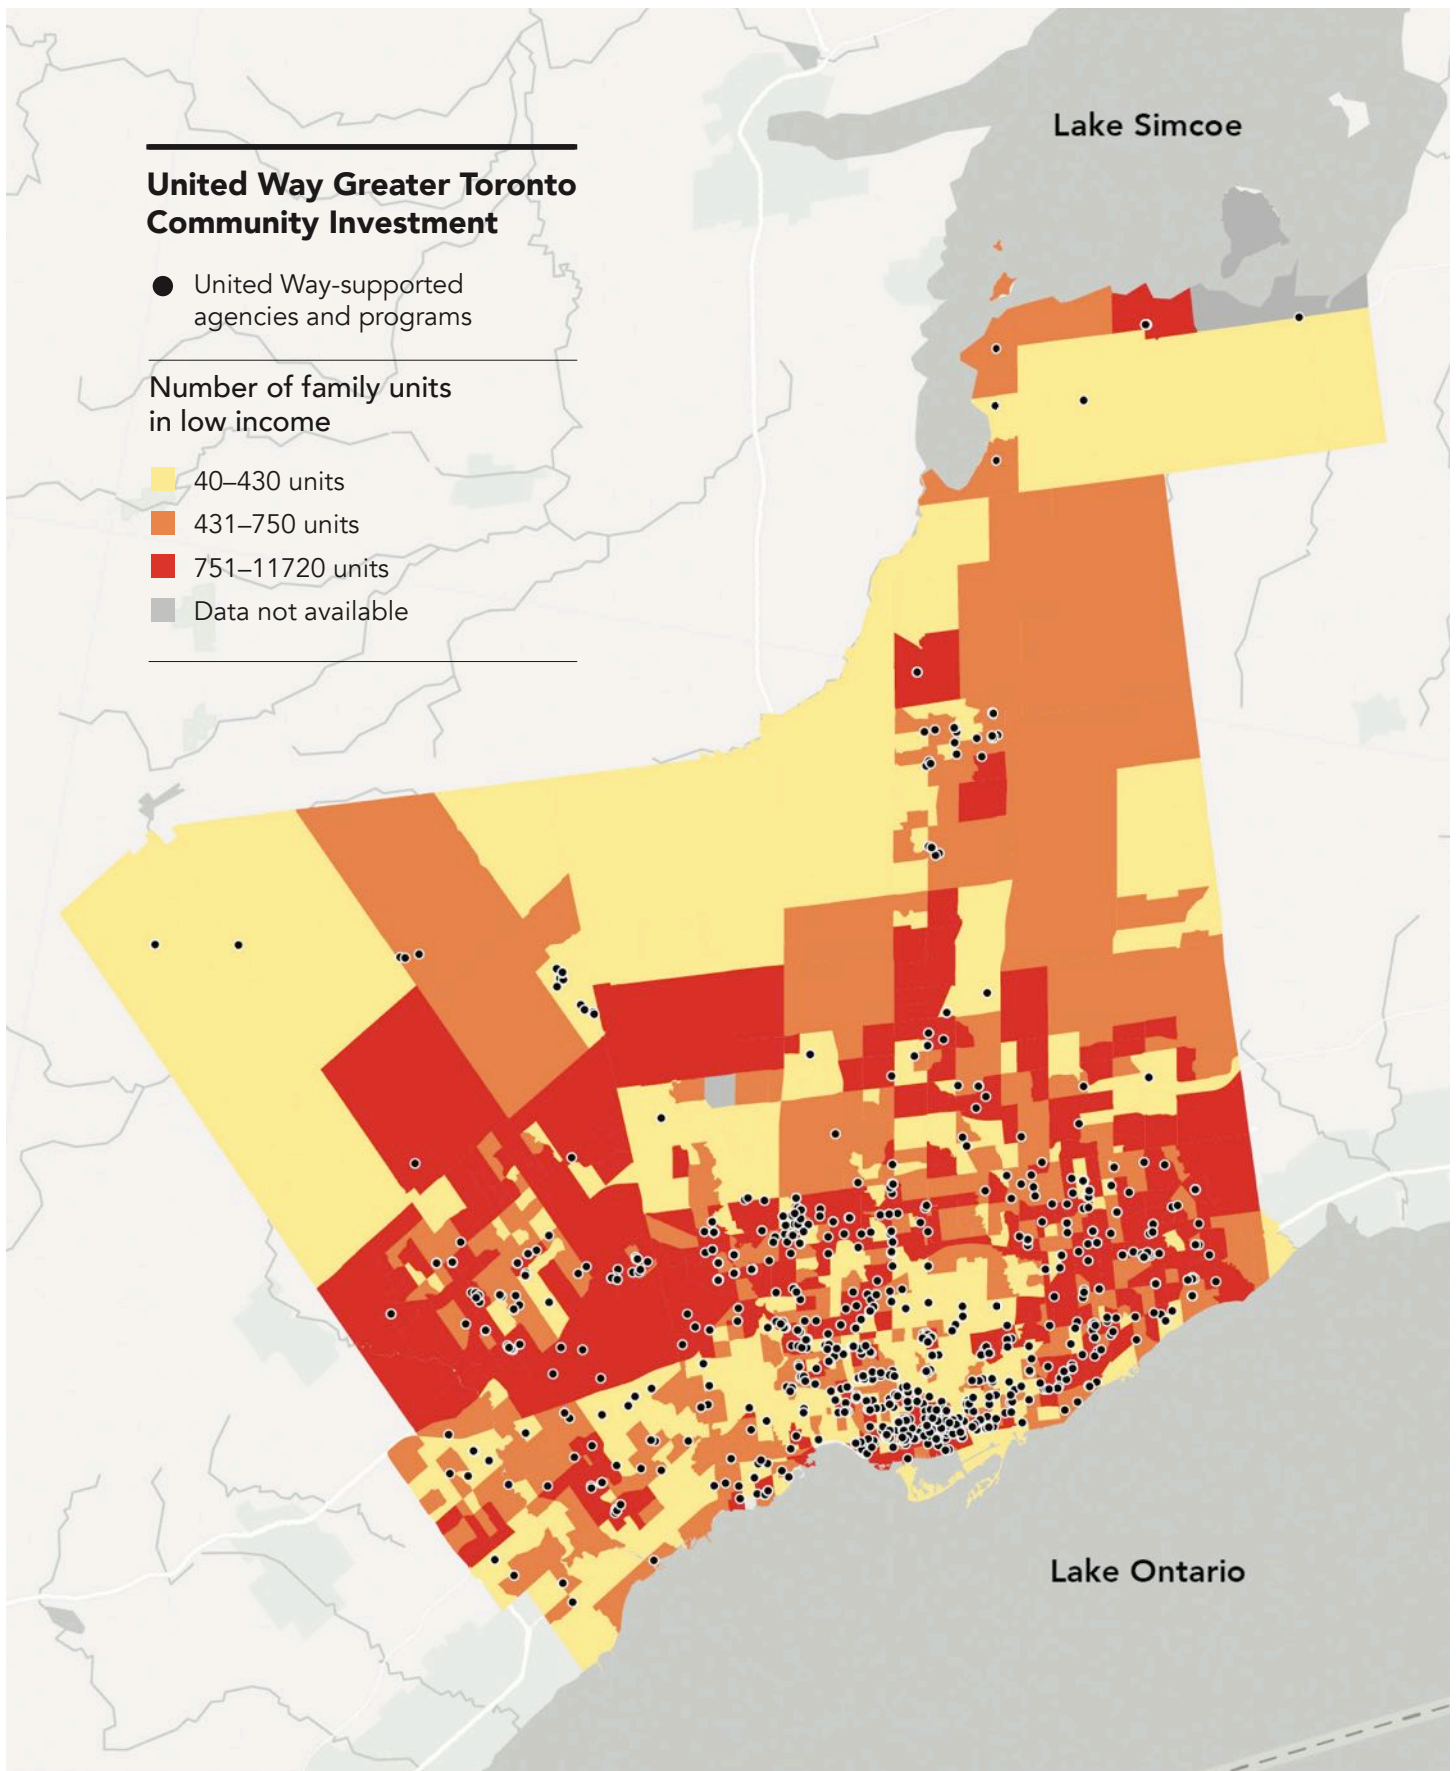 Lake Simcoe
United Way Greater Toronto
Community Investment
United Way-supported
agencies and programs
Number of family units
in low income
40–430 units
431–750 units
751–11720 units
Data not available
Lake Ontario